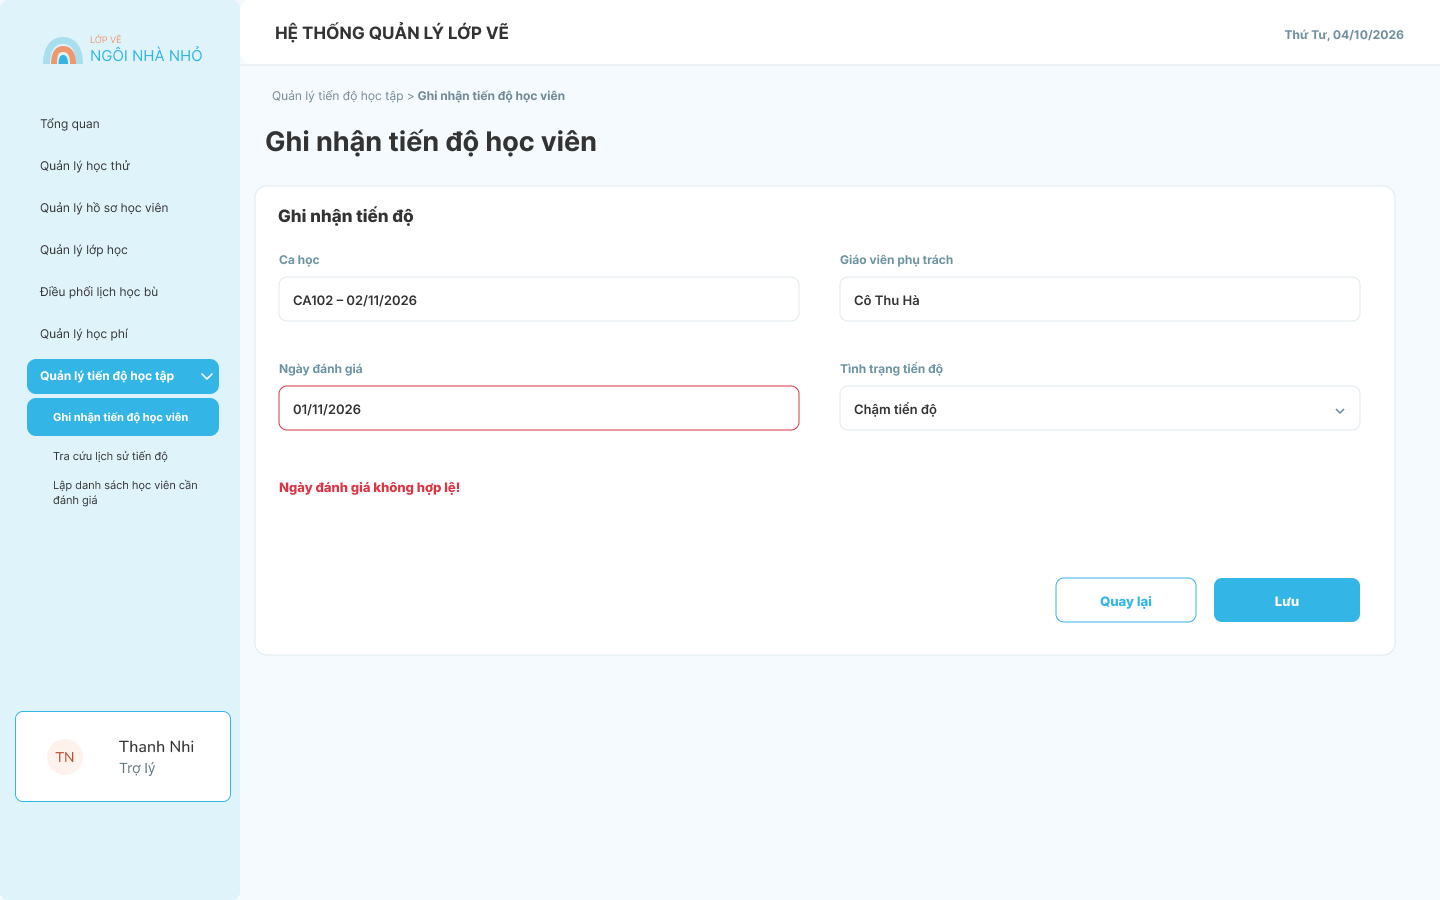 LỚP VẼ
NGÔI NHÀ NHỎ
HỆ THỐNG QUẢN LÝ LỚP VẼ
Thứ Tư, 04/10/2026
Tổng quan
Quản lý học thử
Quản lý hồ sơ học viên
Quản lý lớp học
Điều phối lịch học bù
Quản lý học phí
Quản lý tiến độ học tập
Ghi nhận tiến độ học viên
Tra cứu lịch sử tiến độ
Lập danh sách học viên cần
đánh giá
TN
Thanh Nhi
Trợ lý
Quản lý tiến độ học tập > Ghi nhận tiến độ học viên
Ghi nhận tiến độ học viên
Ghi nhận tiến độ
Ca học
Giáo viên phụ trách
CA102 – 02/11/2026
Cô Thu Hà
Ngày đánh giá
Tình trạng tiến độ
01/11/2026
Chậm tiến độ
Ngày đánh giá không hợp lệ!
Quay lại
Lưu